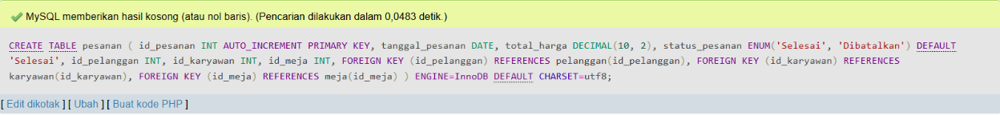 MySQL memberikan hasil kosong (atau nol baris). (Pencarian dilakukan dalam 0,0483 detik.)
CREATE TABLE pesanan ( id_pesanan INT AUTO_INCREMENT PRIMARY KEY, tanggal_pesanan DATE, total_harga DECIMAL(10, 2), status_pesanan ENUM('Selesai', 'Dibatalkan') DEFAULT
'Selesai', id_pelanggan INT, id_karyawan INT, id_meja INT, FOREIGN KEY (id_pelanggan) REFERENCES pelanggan(id_pelanggan), FOREIGN KEY (id_karyawan) REFERENCES
karyawan(id_karyawan), FOREIGN KEY (id_meja) REFERENCES meja(id_meja) ) ENGINE=InnoDB DEFAULT CHARSET=utf8;
[ Edit dikotak ] [ Ubah ] [ Buat kode PHP ]